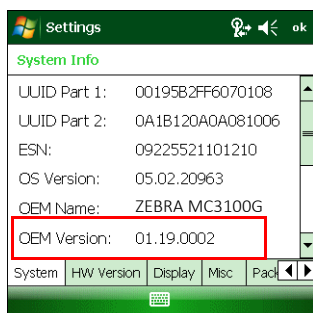 Settings
ok
System Info
UUID Part 1: 00195B2FF6070108
UUID Part 2: 0A1B120A0A081006
ESN: 09225521101210
OS Version: 05.02.20963
OEM Name: ZEBRA MC3100G
OEM Version: 01.19.0002
System HW Version Display Misc Pack